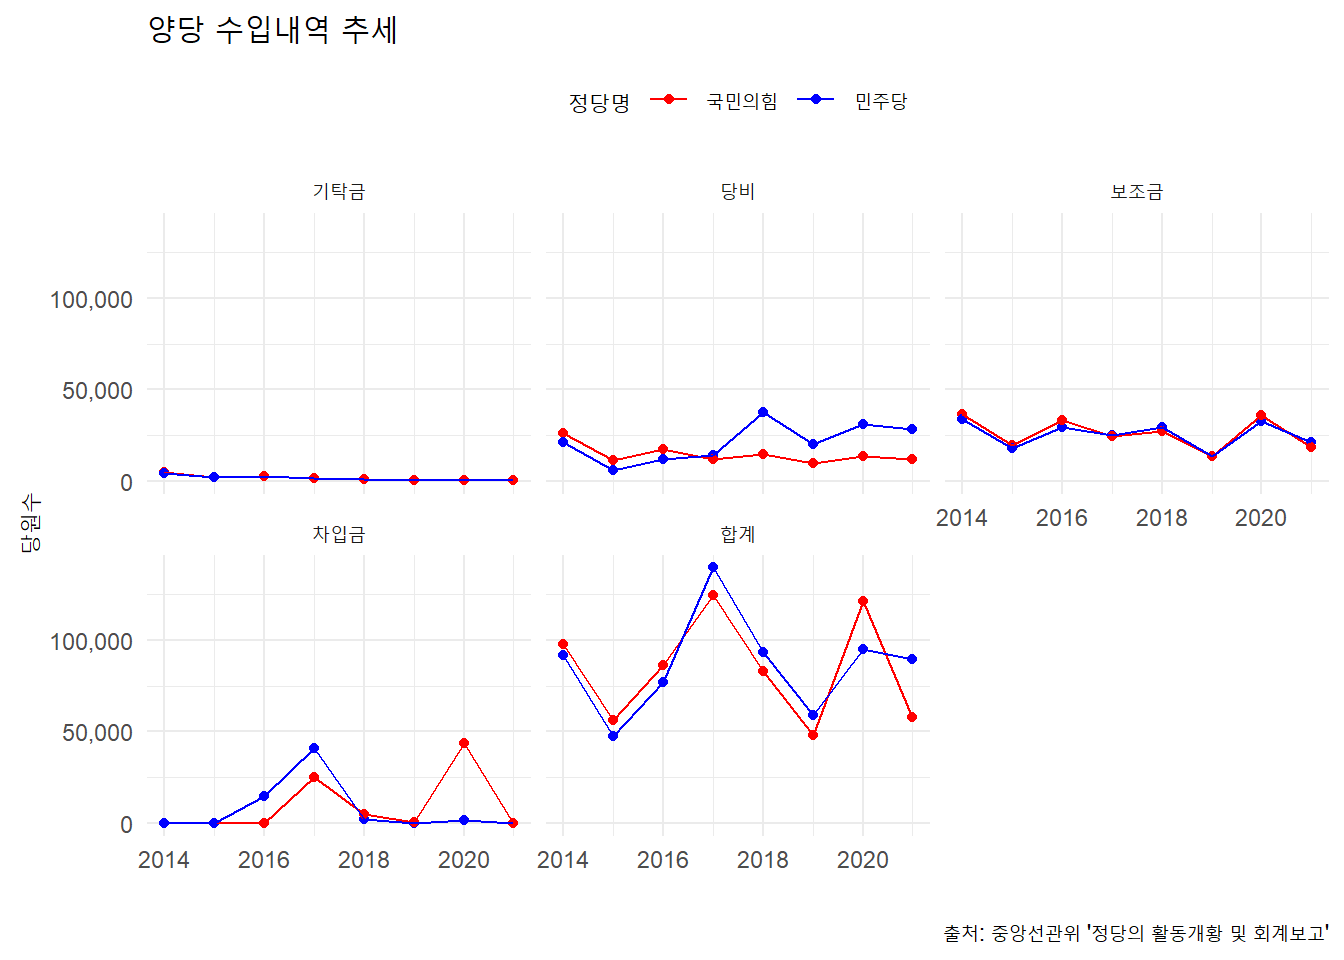 양당 수입내역 추세
정당명 국민의힘 민주당
기탁금 당비 보조금
100,000
50,000
0
2014 2016 2018 2020
당원수
차입금 합계
100,000
50,000
0
2014 2016 2018 2020 2014 2016 2018 2020
출처: 중앙선관위 '정당의 활동개황 및 회계보고'